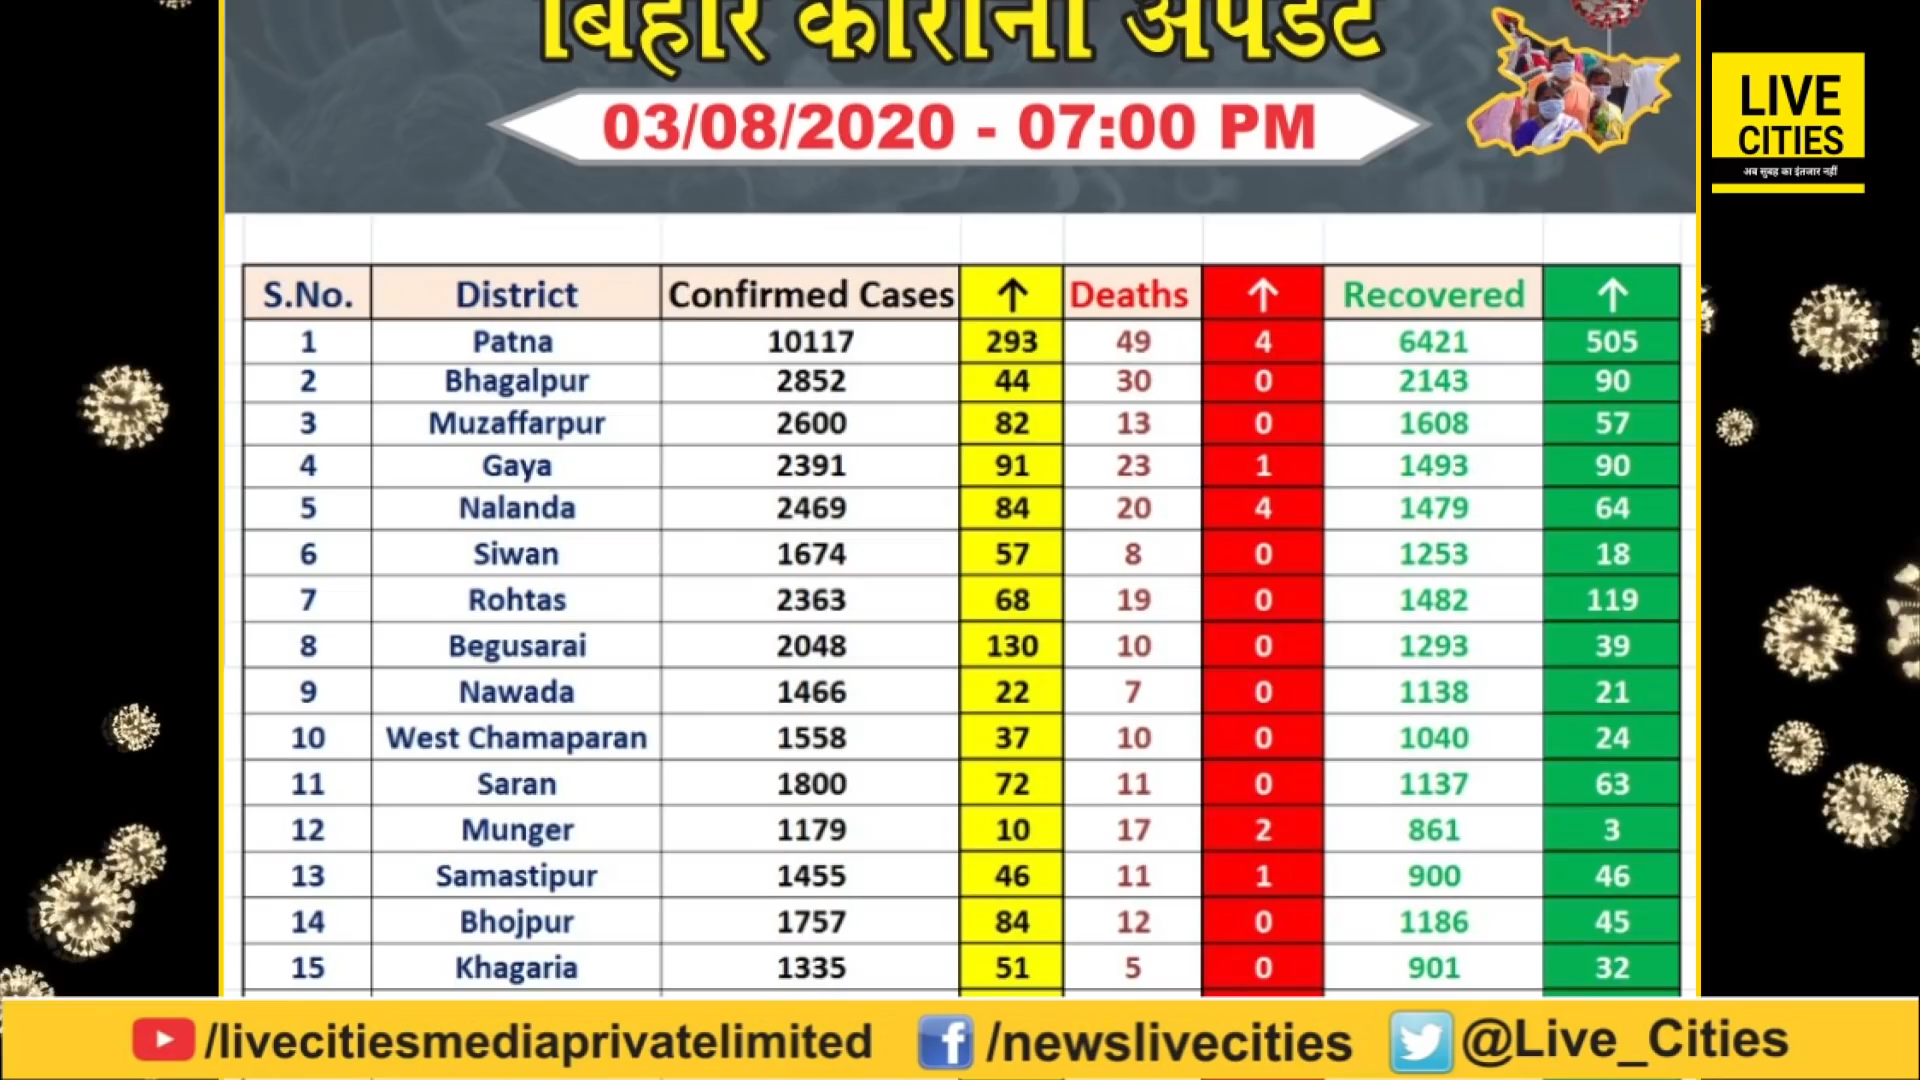 बिहार कोरोना अपडेट
03/08/2020 - 07:00 PM
LIVE
CITIES
अब सुबह का इंतजार नहीं
S.No. District Confirmed Cases ↑ Deaths ↑ Recovered ↑
1 Patna 10117 293 49 4 6421 505
2 Bhagalpur 2852 44 30 0 2143 90
3 Muzaffarpur 2600 82 13 0 1608 57
4 Gaya 2391 91 23 1 1493 90
5 Nalanda 2469 84 20 4 1479 64
6 Siwan 1674 57 8 0 1253 18
7 Rohtas 2363 68 19 0 1482 119
8 Begusarai 2048 130 10 0 1293 39
9 Nawada 1466 22 7 0 1138 21
10 West Chamaparan 1558 37 10 0 1040 24
11 Saran 1800 72 11 0 1137 63
12 Munger 1179 10 17 2 861 3
13 Samastipur 1455 46 11 1 900 46
14 Bhojpur 1757 84 12 0 1186 45
15 Khagaria 1335 51 5 0 901 32
/livecitiesmediaprivatelimited /newslivecities @Live_Cities